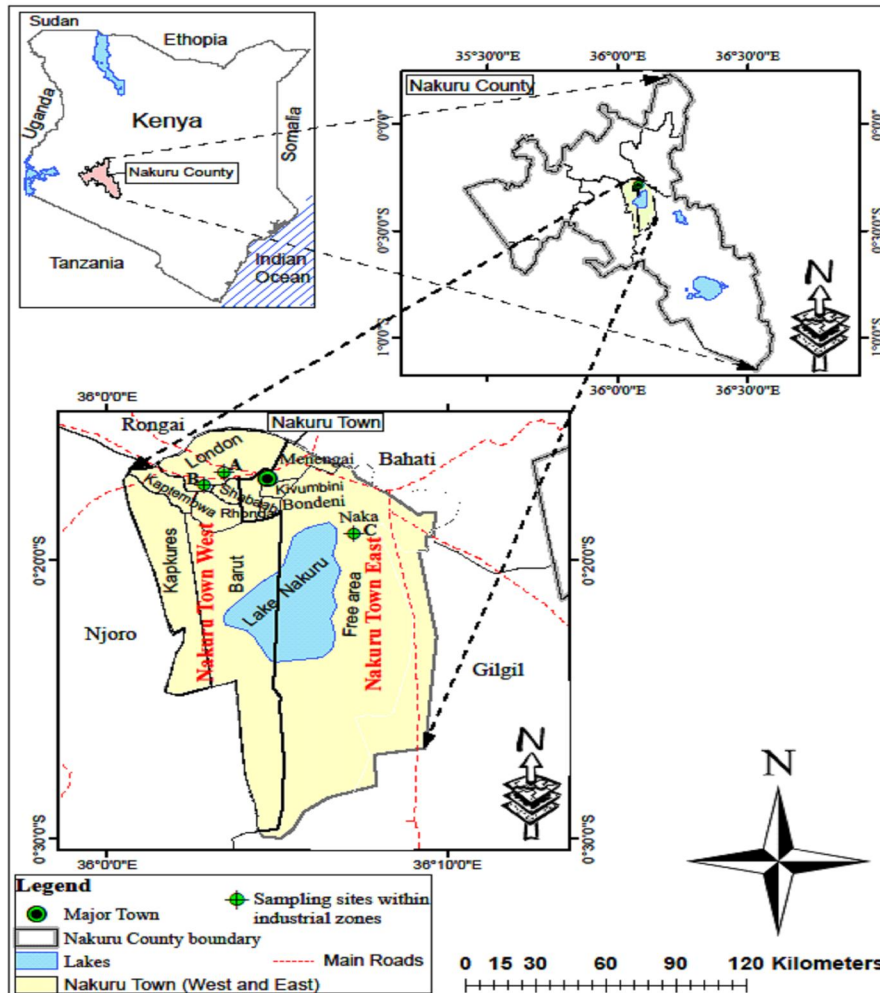 Sudan
Ethopia
Uganda
Kenya
Somalia
Nakuru County
Tanzania
Indian
Ocean
35°30'0"E 36°0'0"E 36°30'0"E
Nakuru County
0°0'0"
0°30'0"S
1°0'0"S
0°0'0"
0°30'0"S
1°0'0"S
N
36°0'0"E 36°30'0"E
36°0'0"E
Rongai
Nakuru Town
London
A
Menengai
Bahati
B
Kaptemowa
Shabaab
Kivumbini
Rhonda
Bondeni
Naka
C
0°20'0"S
0°20'0"S
Kapkures
Nakuru Town West
Barut
Lake Nakuru
Free area
Nakuru Town East
Njoro
Gilgil
N
0°30'0"S
0°30'0"S
36°0'0"E 36°10'0"E
N
Legend
Major Town
Sampling sites within
industrial zones
Nakuru County boundary
Lakes
Main Roads
Nakuru Town (West and East)
0 15 30 60 90 120 Kilometers